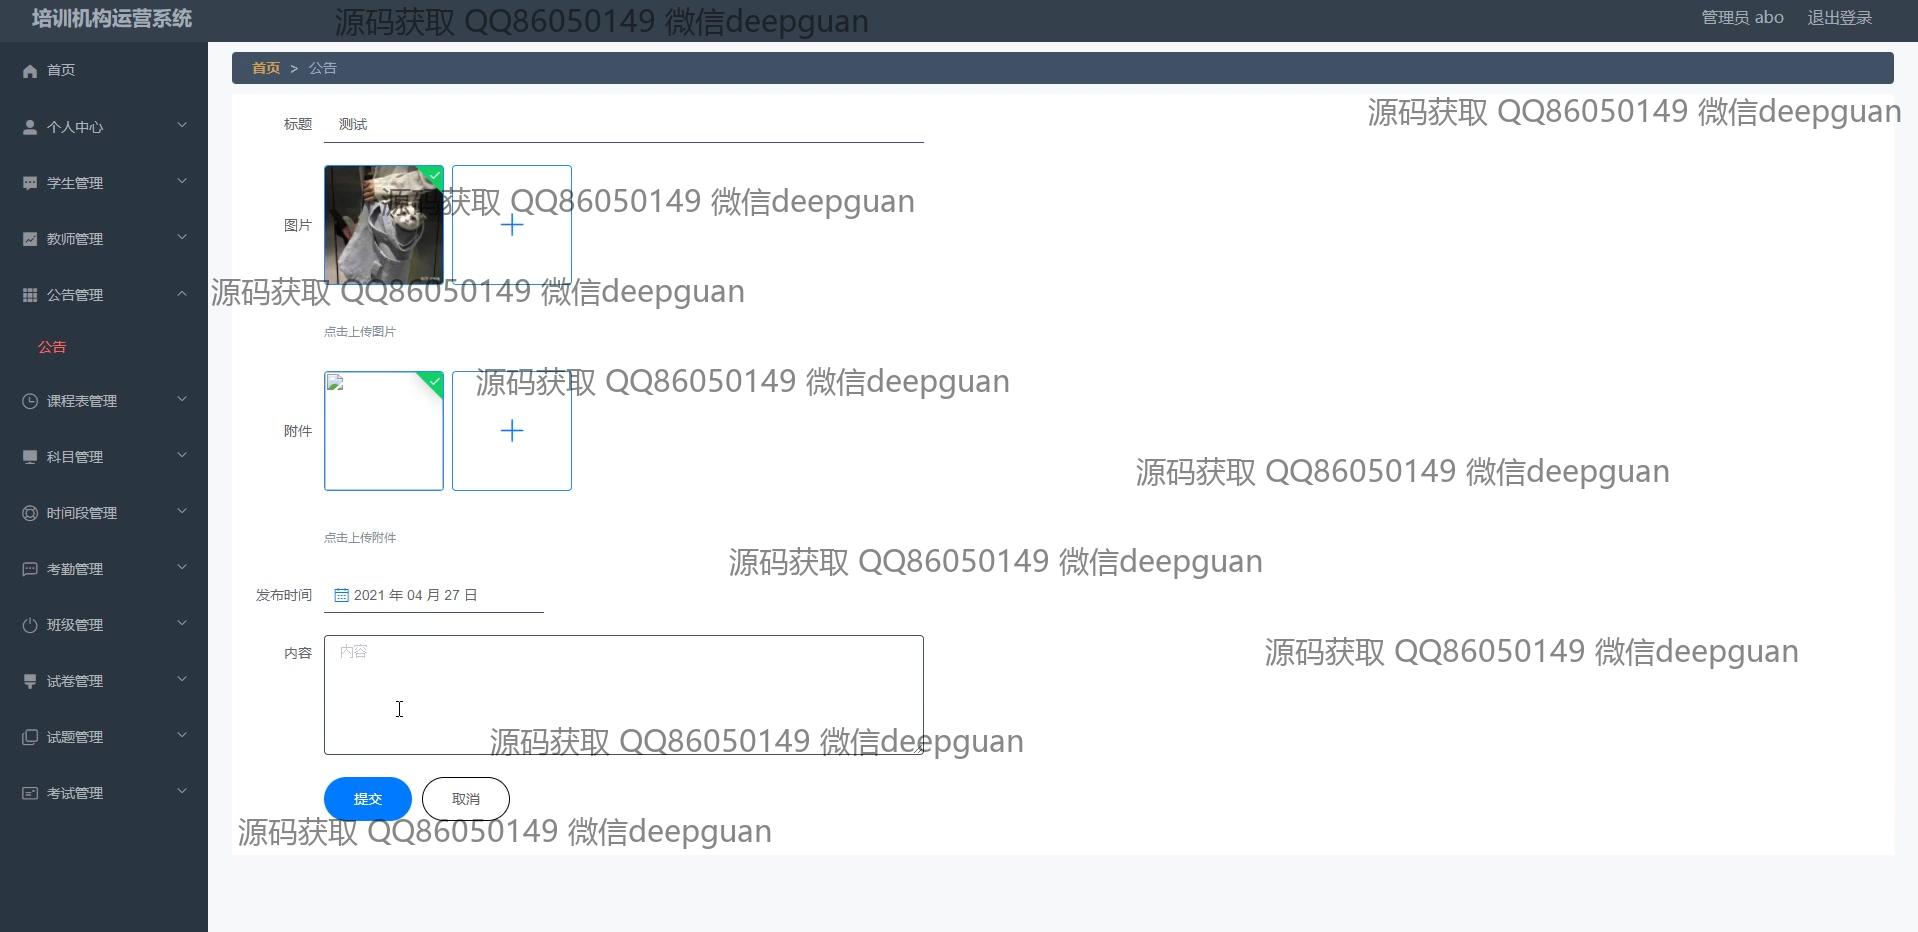 培训机构运营系统
源码获取 QQ86050149 微信deepguan
管理员 abo
退出登录
首页
个人中心
学生管理
教师管理
公告管理
公告
课程表管理
科目管理
时间段管理
考勤管理
班级管理
试卷管理
试题管理
考试管理
首页 > 公告
源码获取 QQ86050149 微信deepguan
标题
测试
源码获取 QQ86050149 微信deepguan
图片
源码获取 QQ86050149 微信deepguan
点击上传图片
源码获取 QQ86050149 微信deepguan
附件
源码获取 QQ86050149 微信deepguan
点击上传附件
源码获取 QQ86050149 微信deepguan
发布时间
2021 年 04 月 27 日
内容
内容
源码获取 QQ86050149 微信deepguan
源码获取 QQ86050149 微信deepguan
提交
取消
源码获取 QQ86050149 微信deepguan